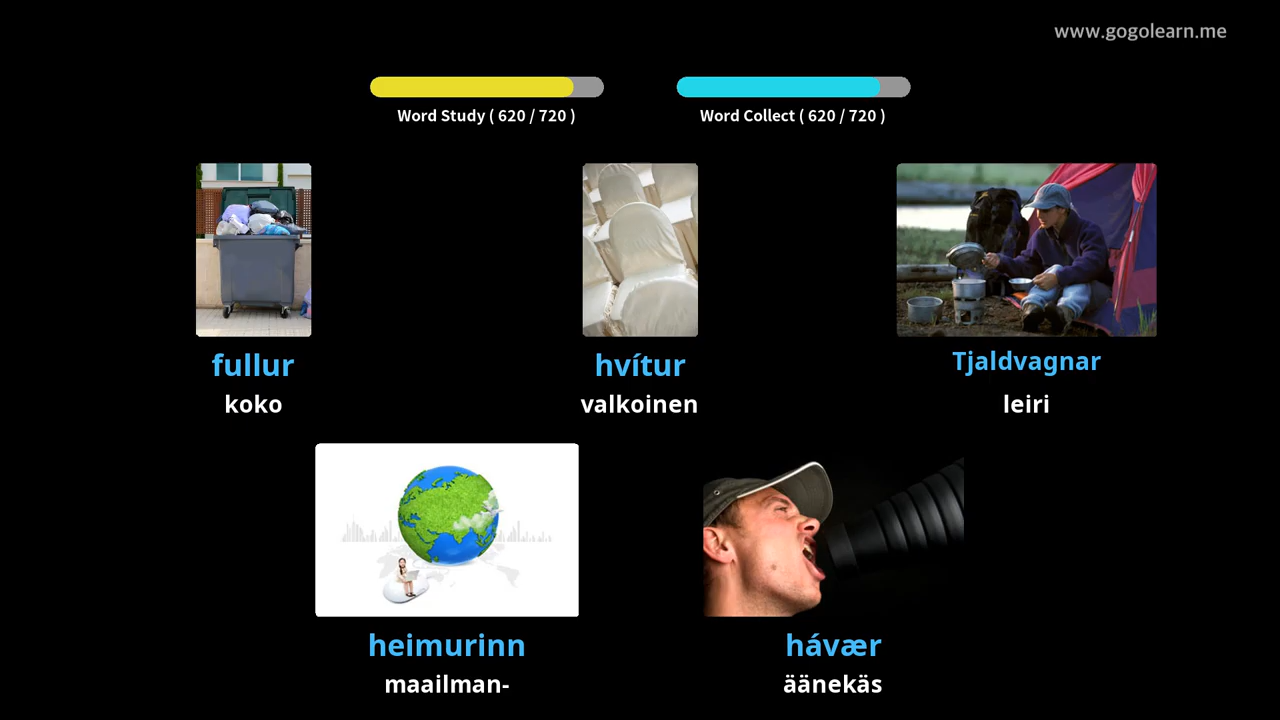 www.gogolearn.me
Word Study ( 620 / 720 )
Word Collect ( 620 / 720 )
fullur
hvítur
Tjaldvagnar
koko
valkoinen
leiri
heimurinn
hávær
maailman-
äänekäs